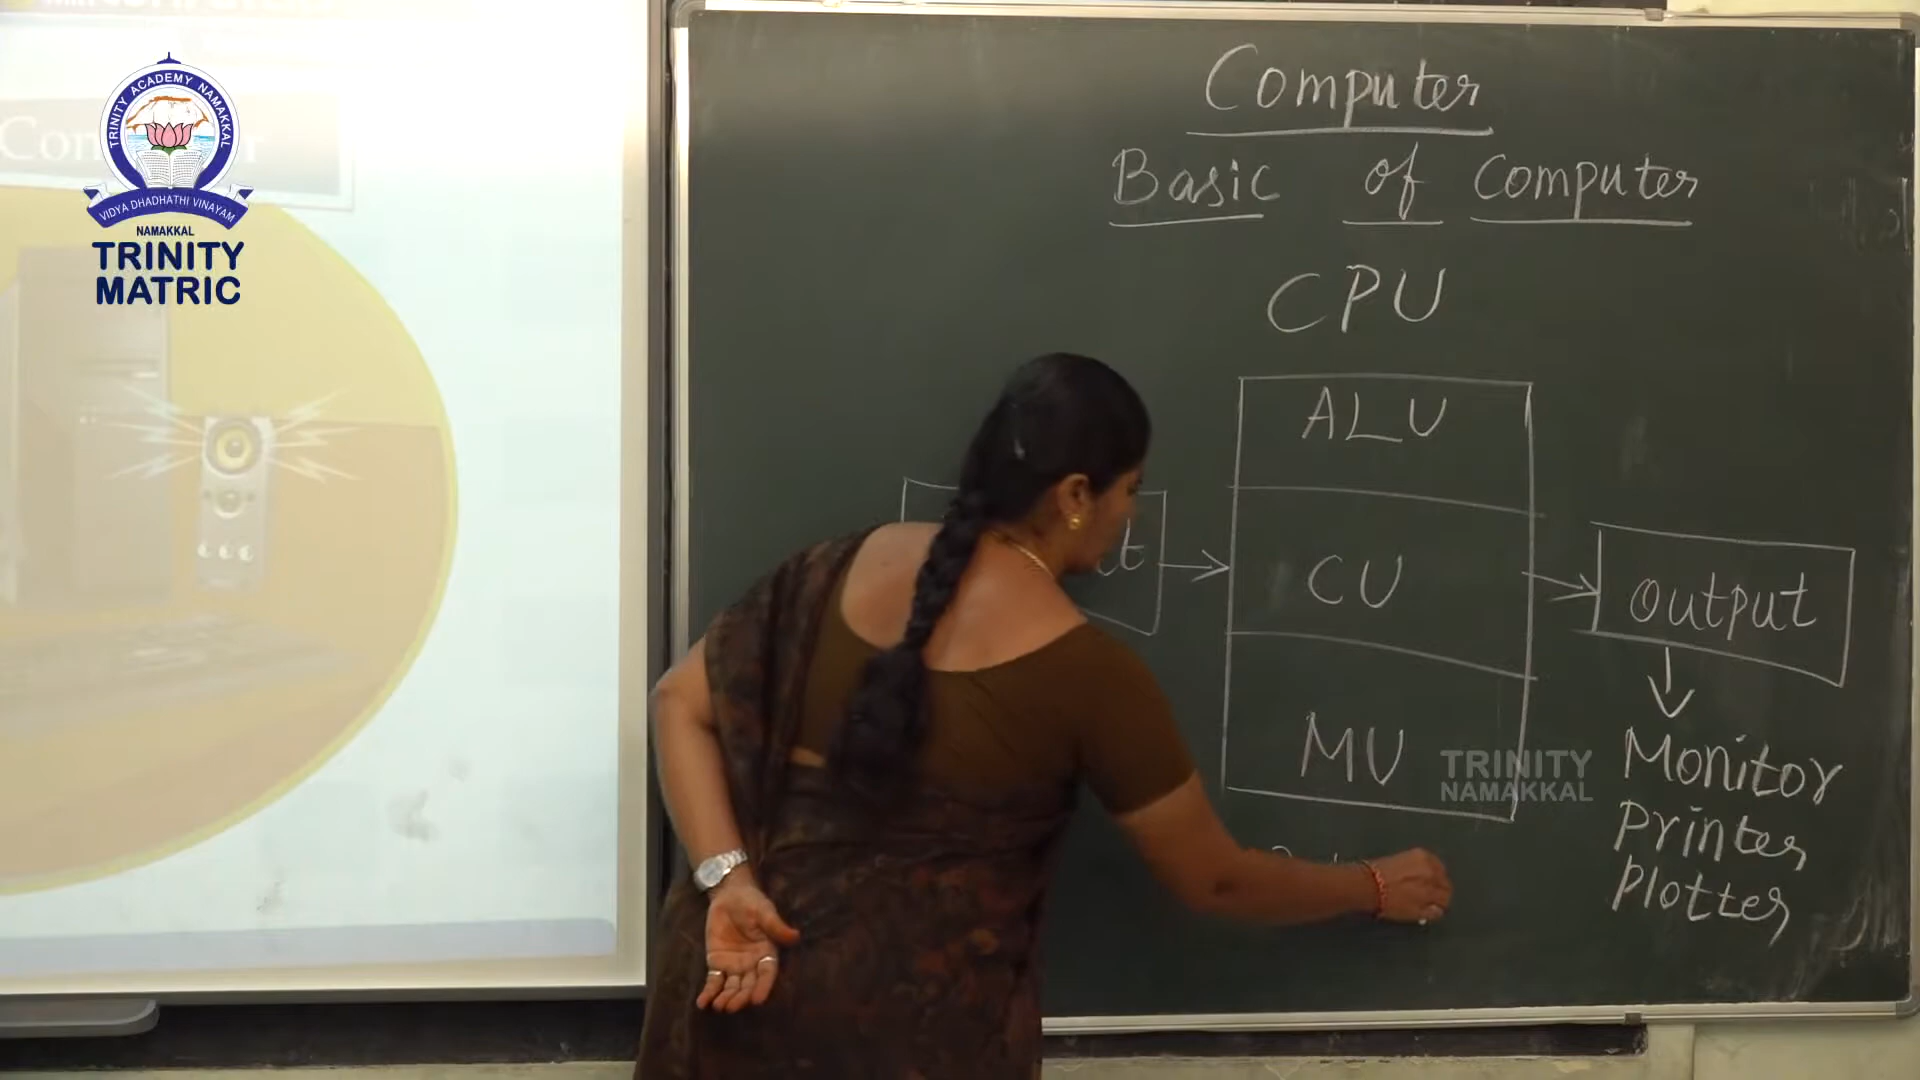 TRINITY ACADEMY NAMAKKAL
VIDYA DHADHATHI VINAYAM
NAMAKKAL
TRINITY
MATRIC
Computer
Basic of Computer
CPU
ALU
CU
MU
output
Monitor
Printer
Plotter
TRINITY
NAMAKKAL